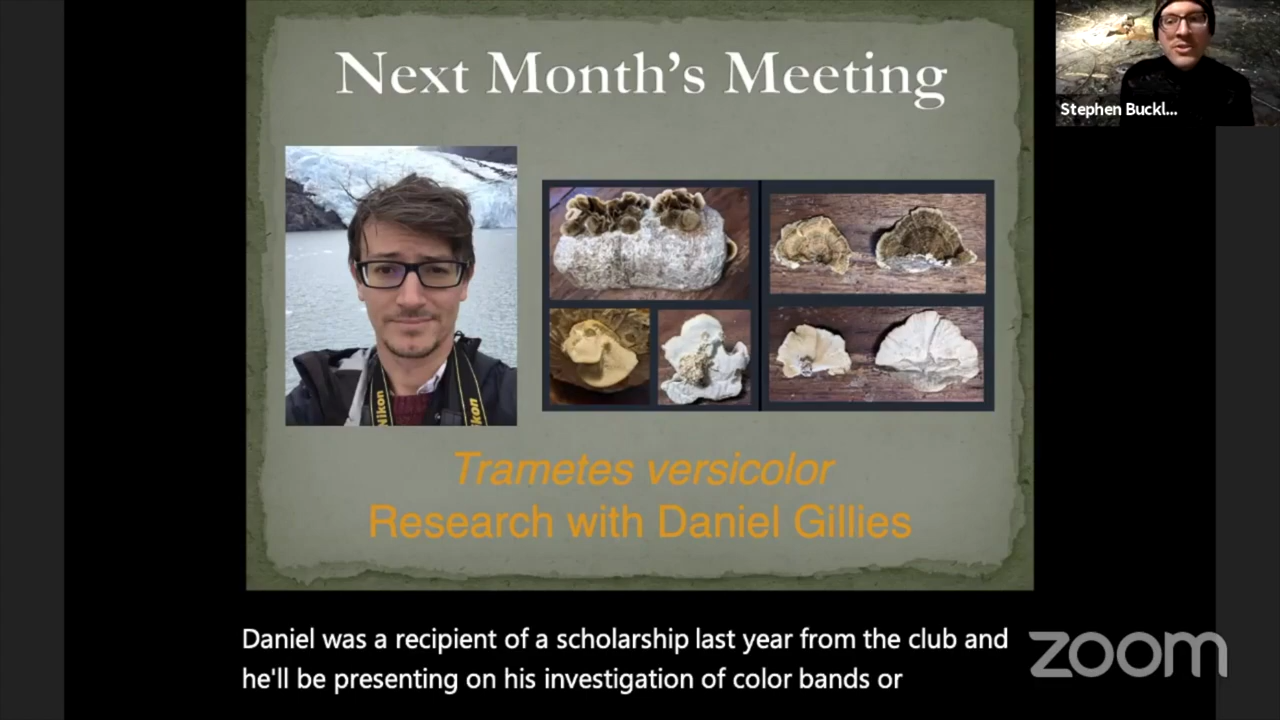 Next Month's Meeting
Stephen Buckl...
Nikon
kon
Trametes versicolor
Research with Daniel Gillies
Daniel was a recipient of a scholarship last year from the club and
he'll be presenting on his investigation of color bands or
zoom